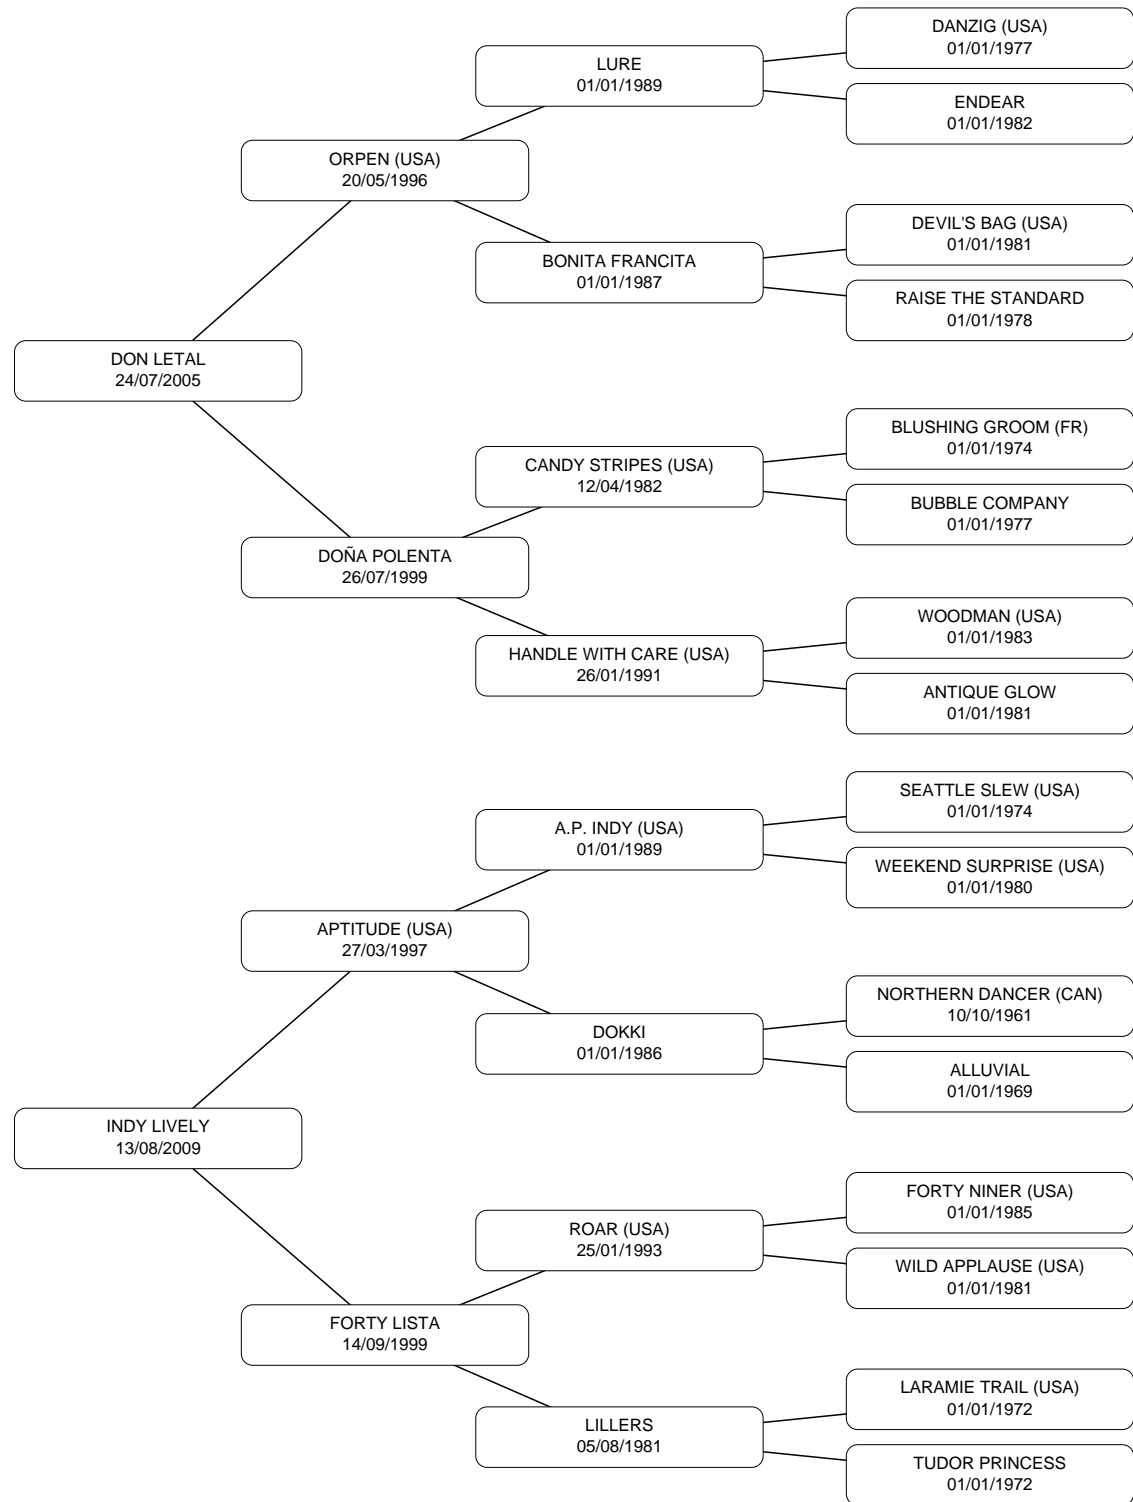 DANZIG (USA)
01/01/1977
LURE
01/01/1989
ENDEAR
01/01/1982
ORPEN (USA)
20/05/1996
DEVIL'S BAG (USA)
01/01/1981
BONITA FRANCITA
01/01/1987
RAISE THE STANDARD
01/01/1978
DON LETAL
24/07/2005
BLUSHING GROOM (FR)
01/01/1974
CANDY STRIPES (USA)
12/04/1982
BUBBLE COMPANY
01/01/1977
DOÑA POLENTA
26/07/1999
WOODMAN (USA)
01/01/1983
HANDLE WITH CARE (USA)
26/01/1991
ANTIQUE GLOW
01/01/1981
SEATTLE SLEW (USA)
01/01/1974
A.P. INDY (USA)
01/01/1989
WEEKEND SURPRISE (USA)
01/01/1980
APTITUDE (USA)
27/03/1997
NORTHERN DANCER (CAN)
10/10/1961
DOKKI
01/01/1986
ALLUVIAL
01/01/1969
INDY LIVELY
13/08/2009
FORTY NINER (USA)
01/01/1985
ROAR (USA)
25/01/1993
WILD APPLAUSE (USA)
01/01/1981
FORTY LISTA
14/09/1999
LARAMIE TRAIL (USA)
01/01/1972
LILLERS
05/08/1981
TUDOR PRINCESS
01/01/1972